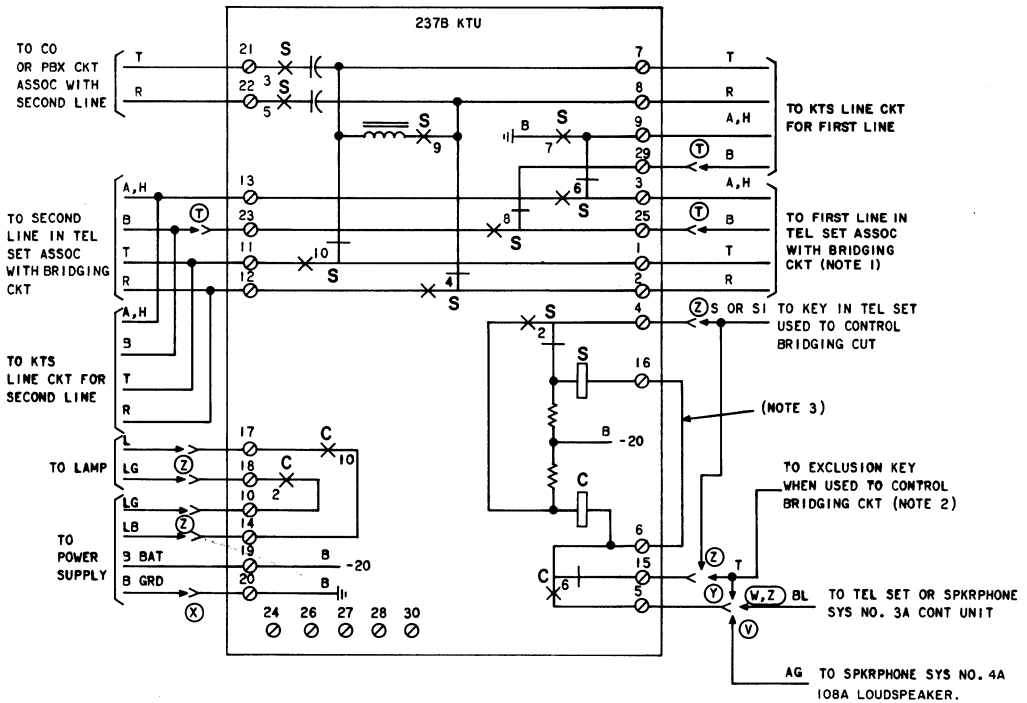 237B KTU
TO CO
OR PBX CKT
ASSOC WITH
SECOND LINE
T
R
21
S
3
22
S
5
S
9
7
T
8
R
9
A,H
B
S
7
29
T
B
TO KTS LINE CKT
FOR FIRST LINE
A,H
13
6
S
3
A,H
TO SECOND
LINE IN TEL
SET ASSOC
WITH BRIDGING
CKT
B
T
23
8
S
25
T
B
T
11
10
S
1
T
R
12
4
S
2
R
TO FIRST LINE IN
TEL SET ASSOC
WITH BRIDGING
CKT (NOTE 1)
A,H
B
T
R
TO KTS
LINE CKT FOR
SECOND LINE
S
2
4
Z
S OR S1 TO KEY IN TEL SET
USED TO CONTROL
BRIDGING CUT
S
16
(NOTE 3)
B
-20
C
TO LAMP
L
17
C
10
LG
Z
18
C
2
LG
10
LB
Z
14
TO
POWER
SUPPLY
B BAT
19
B
-20
B GRD
X
20
B
TO EXCLUSION KEY
WHEN USED TO CONTROL
BRIDGING CKT (NOTE 2)
6
C
6
15
Z
T
5
Y
W,Z
BL
TO TEL SET OR SPKRPHONE
SYS NO. 3A CONT UNIT
V
AG TO SPKRPHONE SYS NO. 4A
108A LOUDSPEAKER.
24 26 27 28 30